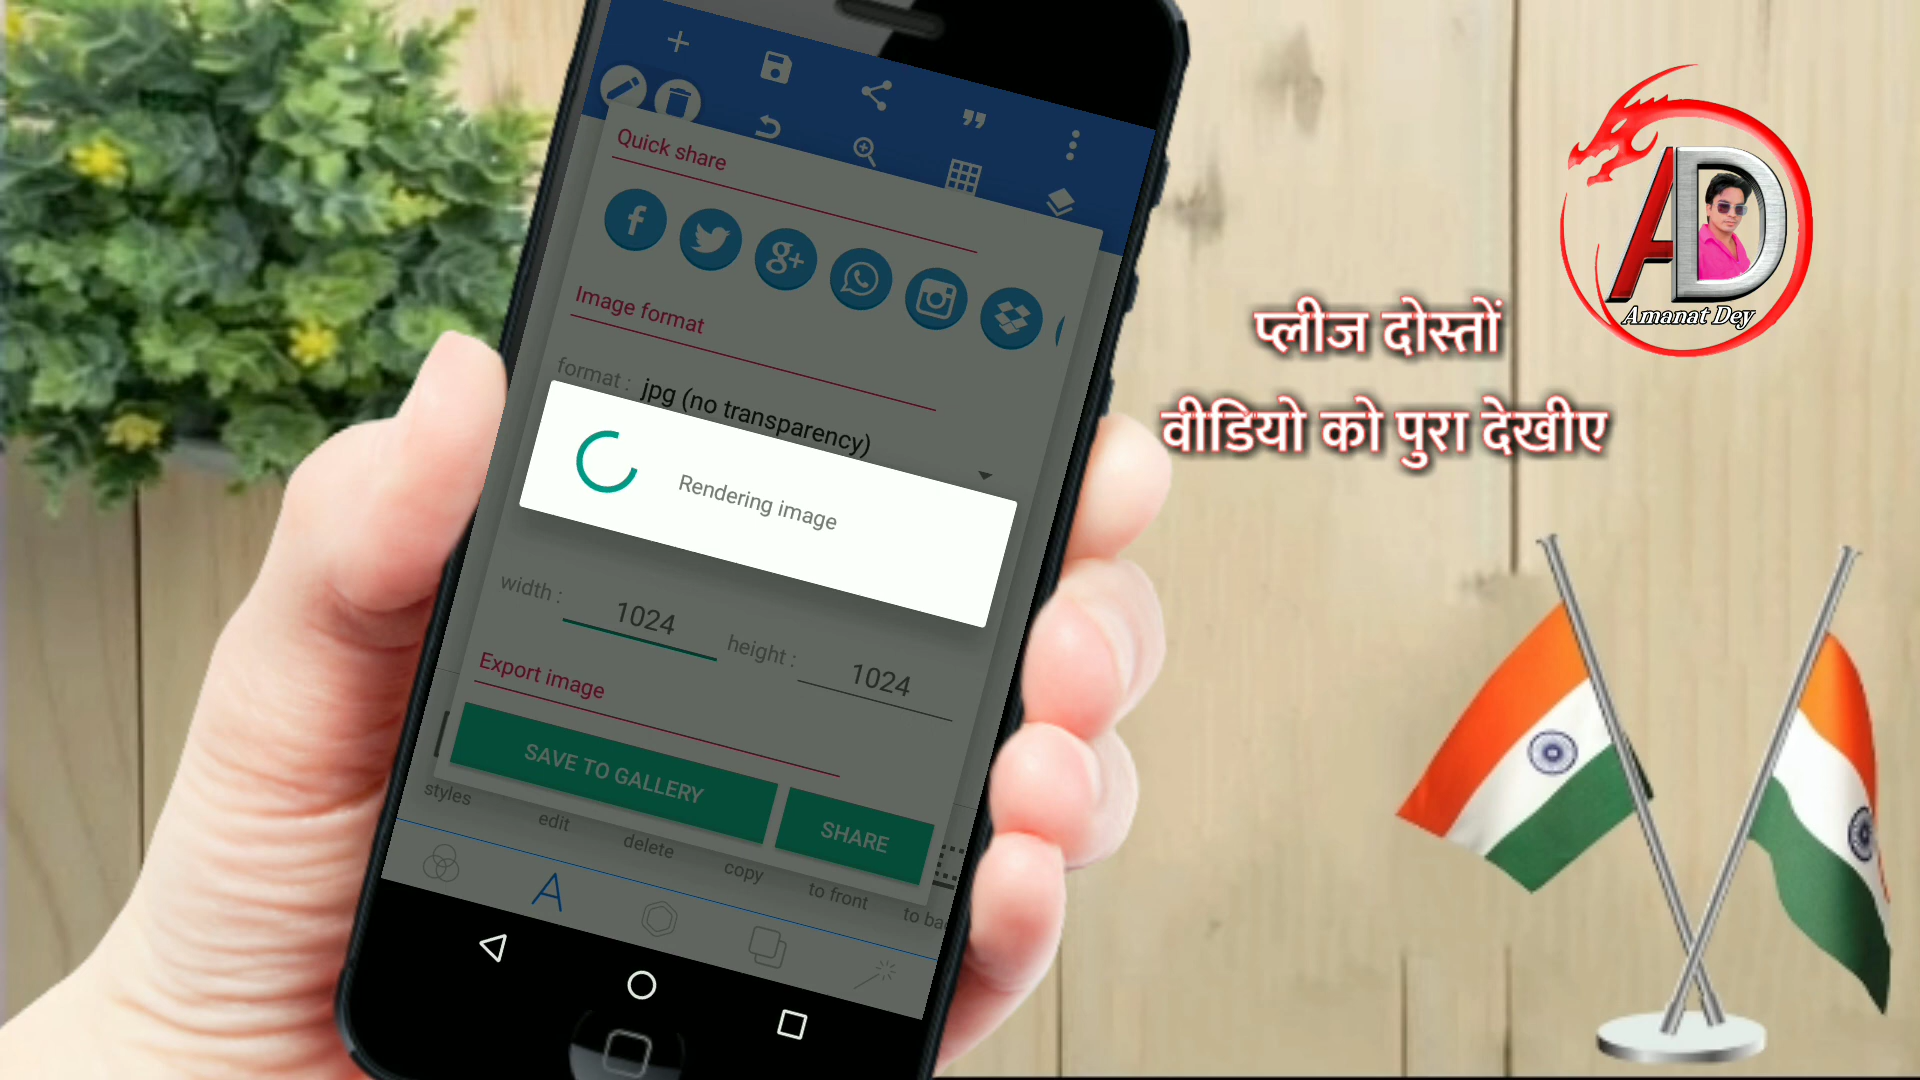 Quick share
Image format
format : jpg (no transparency)
Rendering image
width : 1024 height : 1024
Export image
SAVE TO GALLERY
SHARE
styles
edit
delete
copy
to front
to ba
AD
Amanat Dey
प्लीज दोस्तों
वीडियो को पुरा देखीए